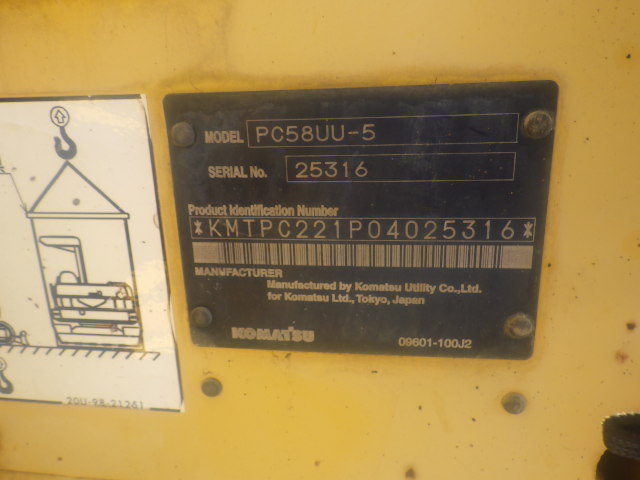 MODEL PC58UU-5
SERIAL No. 25316
Product Identification Number
*KMTPC221P04025316*
MANUFACTURER
Manufactured by Komatsu Utility Co.,Ltd.
for Komatsu Ltd., Tokyo, Japan
KOMATSU 09601-100J2
20U-98-21261